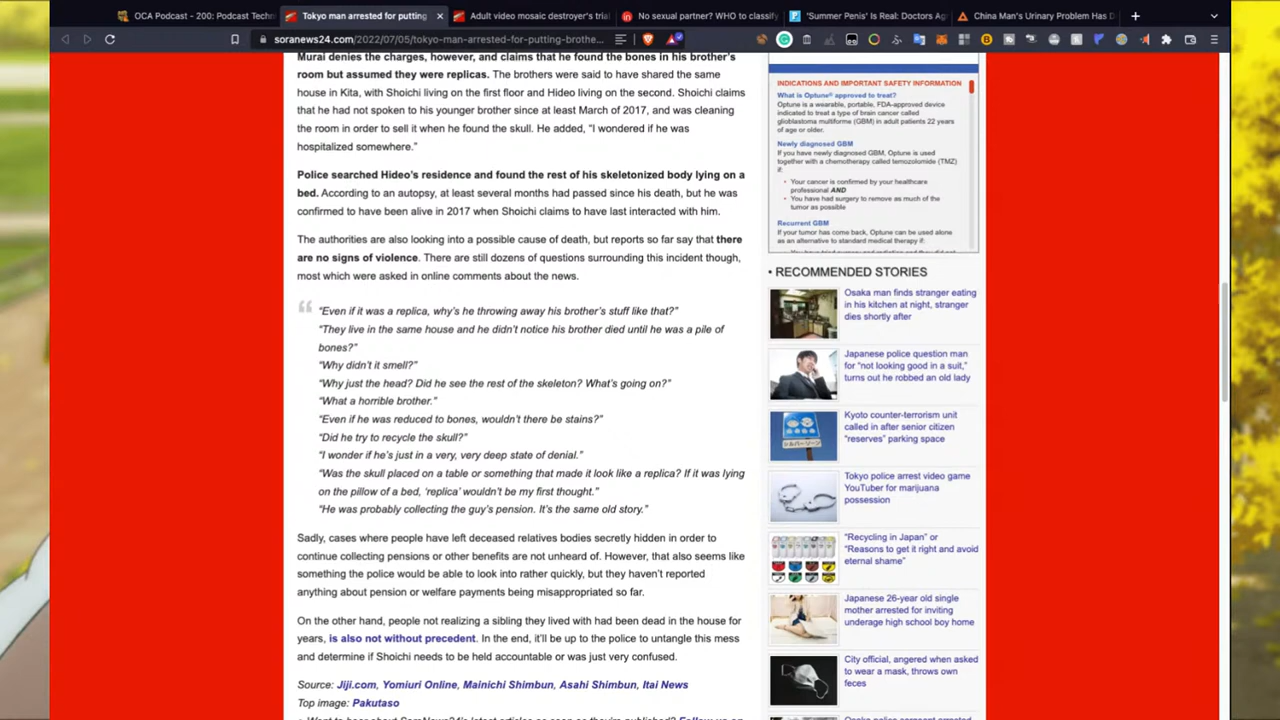 OCA Podcast - 200: Podcast Techn
Tokyo man arrested for putting
Adult video mosaic destroyer's trial
No sexual partner? WHO to classify
'Summer Penis' Is Real: Doctors Ag
China Man's Urinary Problem Has D
soranews24.com/2022/07/05/tokyo-man-arrested-for-putting-brothe...
Murai denies the charges, however, and claims that he found the bones in his brother's
room but assumed they were replicas. The brothers were said to have shared the same
house in Kita, with Shoichi living on the first floor and Hideo living on the second. Shoichi claims
that he had not spoken to his younger brother since at least March of 2017, and was cleaning
the room in order to sell it when he found the skull. He added, "I wondered if he was
hospitalized somewhere."
Police searched Hideo's residence and found the rest of his skeletonized body lying on a
bed. According to an autopsy, at least several months had passed since his death, but he was
confirmed to have been alive in 2017 when Shoichi claims to have last interacted with him.
The authorities are also looking into a possible cause of death, but reports so far say that there
are no signs of violence. There are still dozens of questions surrounding this incident though,
most which were asked in online comments about the news.
"Even if it was a replica, why's he throwing away his brother's stuff like that?"
"They live in the same house and he didn't notice his brother died until he was a pile of
bones?"
"Why didn't it smell?"
"Why just the head? Did he see the rest of the skeleton? What's going on?"
"What a horrible brother."
"Even if he was reduced to bones, wouldn't there be stains?"
"Did he try to recycle the skull?"
"I wonder if he's just in a very, very deep state of denial."
"Was the skull placed on a table or something that made it look like a replica? If it was lying
on the pillow of a bed, 'replica' wouldn't be my first thought."
"He was probably collecting the guy's pension. It's the same old story."
Sadly, cases where people have left deceased relatives bodies secretly hidden in order to
continue collecting pensions or other benefits are not unheard of. However, that also seems like
something the police would be able to look into rather quickly, but they haven't reported
anything about pension or welfare payments being misappropriated so far.
On the other hand, people not realizing a sibling they lived with had been dead in the house for
years, is also not without precedent. In the end, it'll be up to the police to untangle this mess
and determine if Shoichi needs to be held accountable or was just very confused.
Source: Jiji.com, Yomiuri Online, Mainichi Shimbun, Asahi Shimbun, Itai News
Top image: Pakutaso
INDICATIONS AND IMPORTANT SAFETY INFORMATION
What is Optune® approved to treat?
Optune is a wearable, portable, FDA-approved device
indicated to treat a type of brain cancer called
glioblastoma multiforme (GBM) in adult patients 22 years
of age or older.
Newly diagnosed GBM
If you have newly diagnosed GBM, Optune is used
together with a chemotherapy called temozolomide (TMZ)
if:
• Your cancer is confirmed by your healthcare
professional AND
• You have had surgery to remove as much of the
tumor as possible
Recurrent GBM
If your tumor has come back, Optune can be used alone
as an alternative to standard medical therapy if:
• RECOMMENDED STORIES
Osaka man finds stranger eating
in his kitchen at night, stranger
dies shortly after
Japanese police question man
for "not looking good in a suit,"
turns out he robbed an old lady
Kyoto counter-terrorism unit
called in after senior citizen
"reserves" parking space
Tokyo police arrest video game
YouTuber for marijuana
possession
"Recycling in Japan" or
"Reasons to get it right and avoid
eternal shame"
Japanese 26-year old single
mother arrested for inviting
underage high school boy home
City official, angered when asked
to wear a mask, throws own
feces